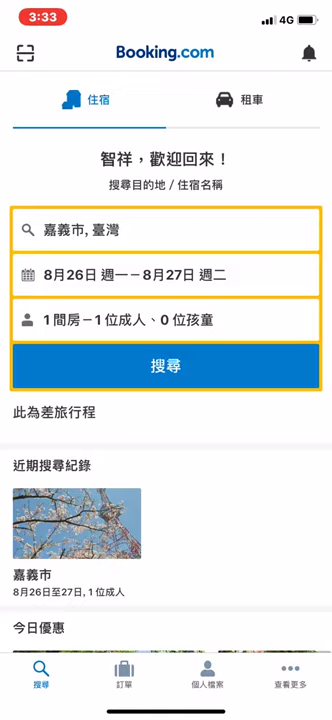 3:33
4G
Booking.com
住宿
租車
智祥，歡迎回來！
搜尋目的地 / 住宿名稱
嘉義市, 臺灣
8月26日 週一－8月27日 週二
1 間房－1 位成人、0 位孩童
搜尋
此為差旅行程
近期搜尋紀錄
嘉義市
8月26日至27日, 1 位成人
今日優惠
搜尋
訂單
個人檔案
查看更多